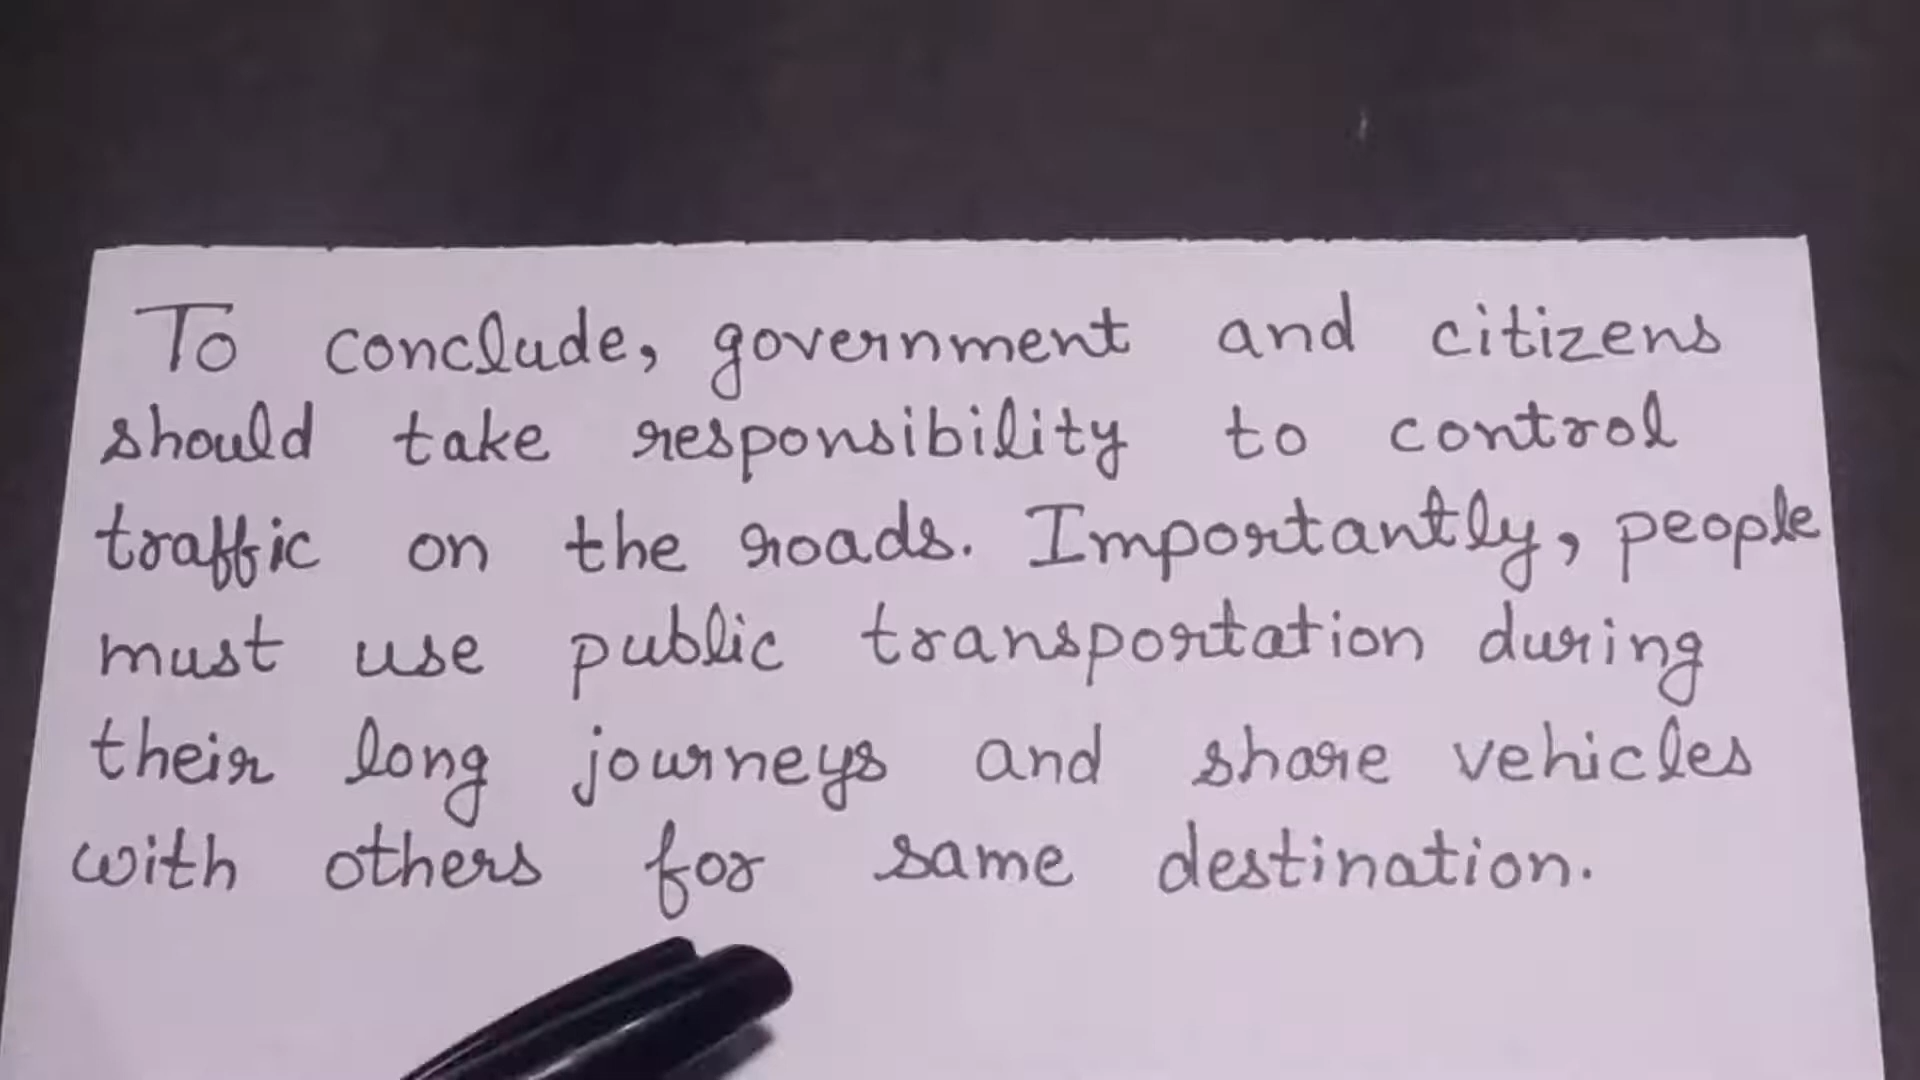 To conclude, government and citizens
should take responsibility to control
traffic on the roads. Importantly, people
must use public transportation during
their long journeys and share vehicles
with others for same destination.